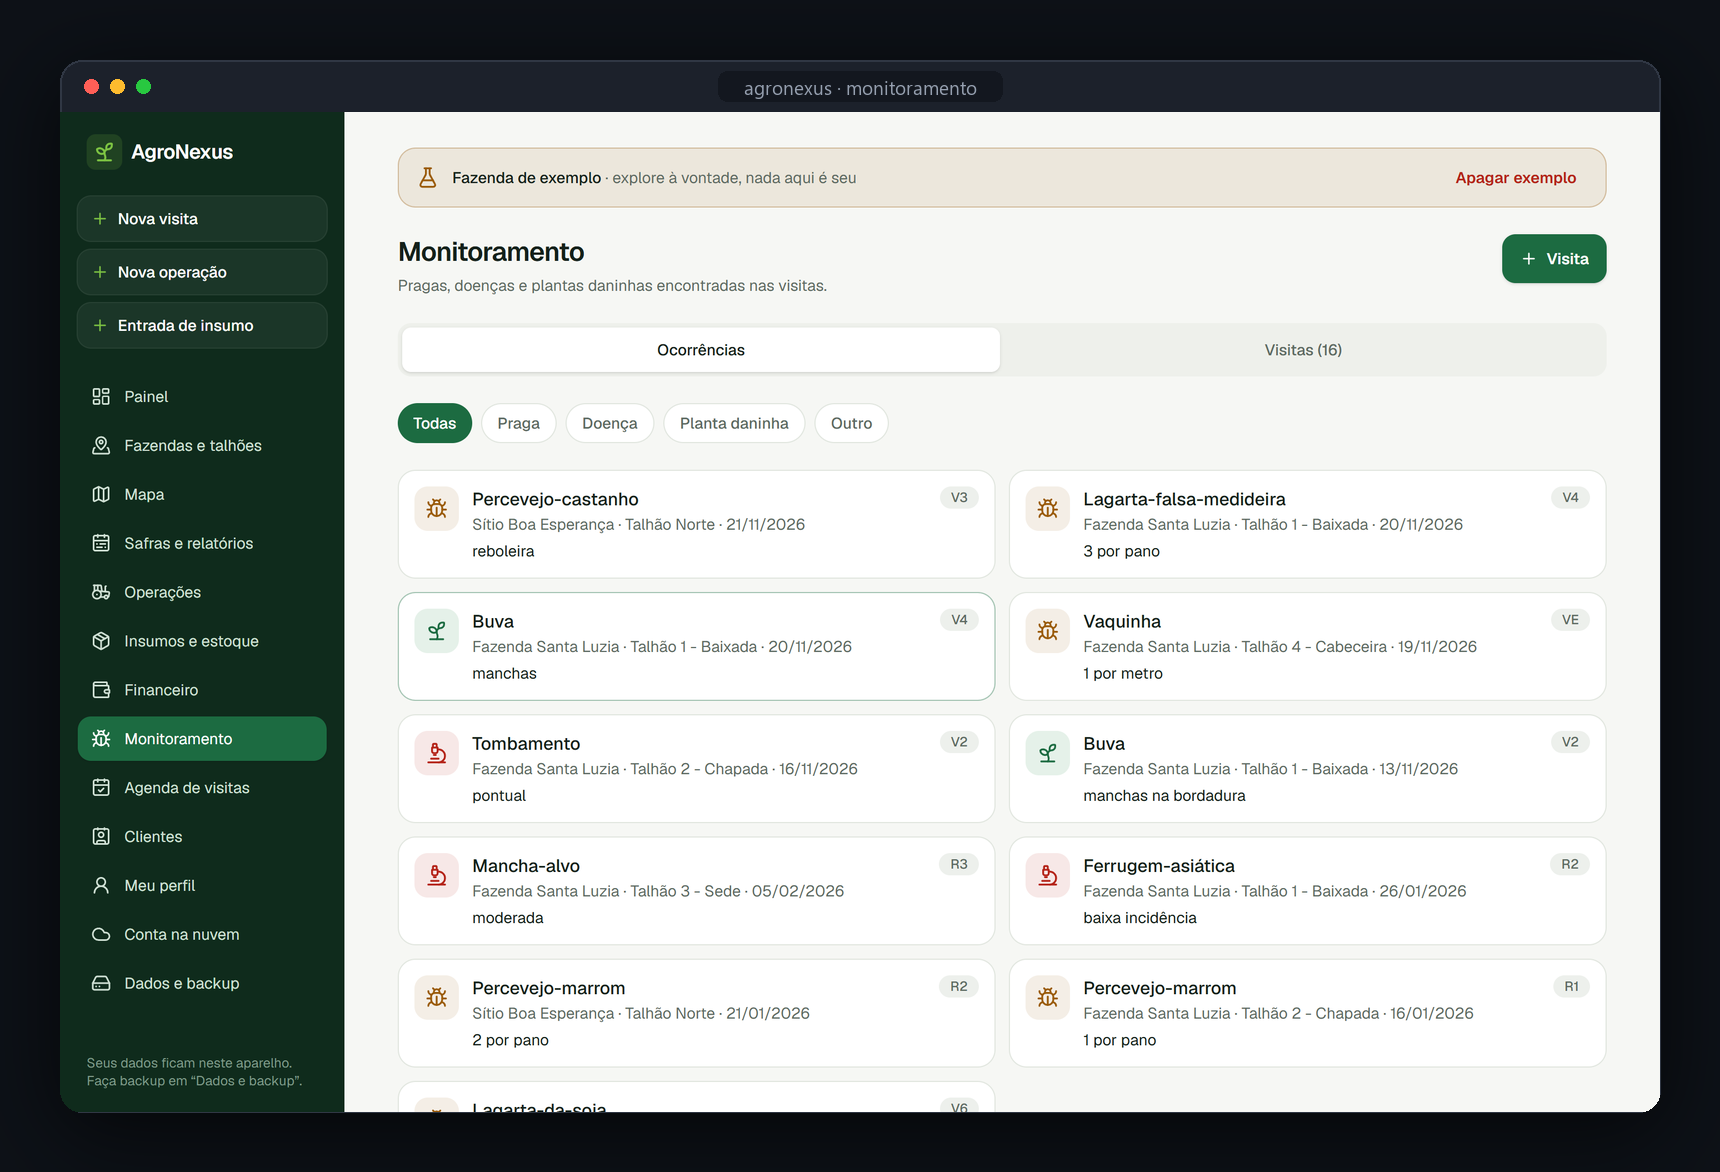 agronexus · monitoramento
AgroNexus
Nova visita
Nova operação
Entrada de insumo
Painel
Fazendas e talhões
Mapa
Safras e relatórios
Operações
Insumos e estoque
Financeiro
Monitoramento
Agenda de visitas
Clientes
Meu perfil
Conta na nuvem
Dados e backup
Seus dados ficam neste aparelho.
Faça backup em “Dados e backup”.
Fazenda de exemplo · explore à vontade, nada aqui é seu
Apagar exemplo
Monitoramento
Pragas, doenças e plantas daninhas encontradas nas visitas.
Visita
Ocorrências
Visitas (16)
Todas
Praga
Doença
Planta daninha
Outro
Percevejo-castanho
V3
Sítio Boa Esperança · Talhão Norte · 21/11/2026
reboleira
Lagarta-falsa-medideira
V4
Fazenda Santa Luzia · Talhão 1 - Baixada · 20/11/2026
3 por pano
Buva
V4
Fazenda Santa Luzia · Talhão 1 - Baixada · 20/11/2026
manchas
Vaquinha
VE
Fazenda Santa Luzia · Talhão 4 - Cabeceira · 19/11/2026
1 por metro
Tombamento
V2
Fazenda Santa Luzia · Talhão 2 - Chapada · 16/11/2026
pontual
Buva
V2
Fazenda Santa Luzia · Talhão 1 - Baixada · 13/11/2026
manchas na bordadura
Mancha-alvo
R3
Fazenda Santa Luzia · Talhão 3 - Sede · 05/02/2026
moderada
Ferrugem-asiática
R2
Fazenda Santa Luzia · Talhão 1 - Baixada · 26/01/2026
baixa incidência
Percevejo-marrom
R2
Sítio Boa Esperança · Talhão Norte · 21/01/2026
2 por pano
Percevejo-marrom
R1
Fazenda Santa Luzia · Talhão 2 - Chapada · 16/01/2026
1 por pano
Lagarta-da-soja
V6